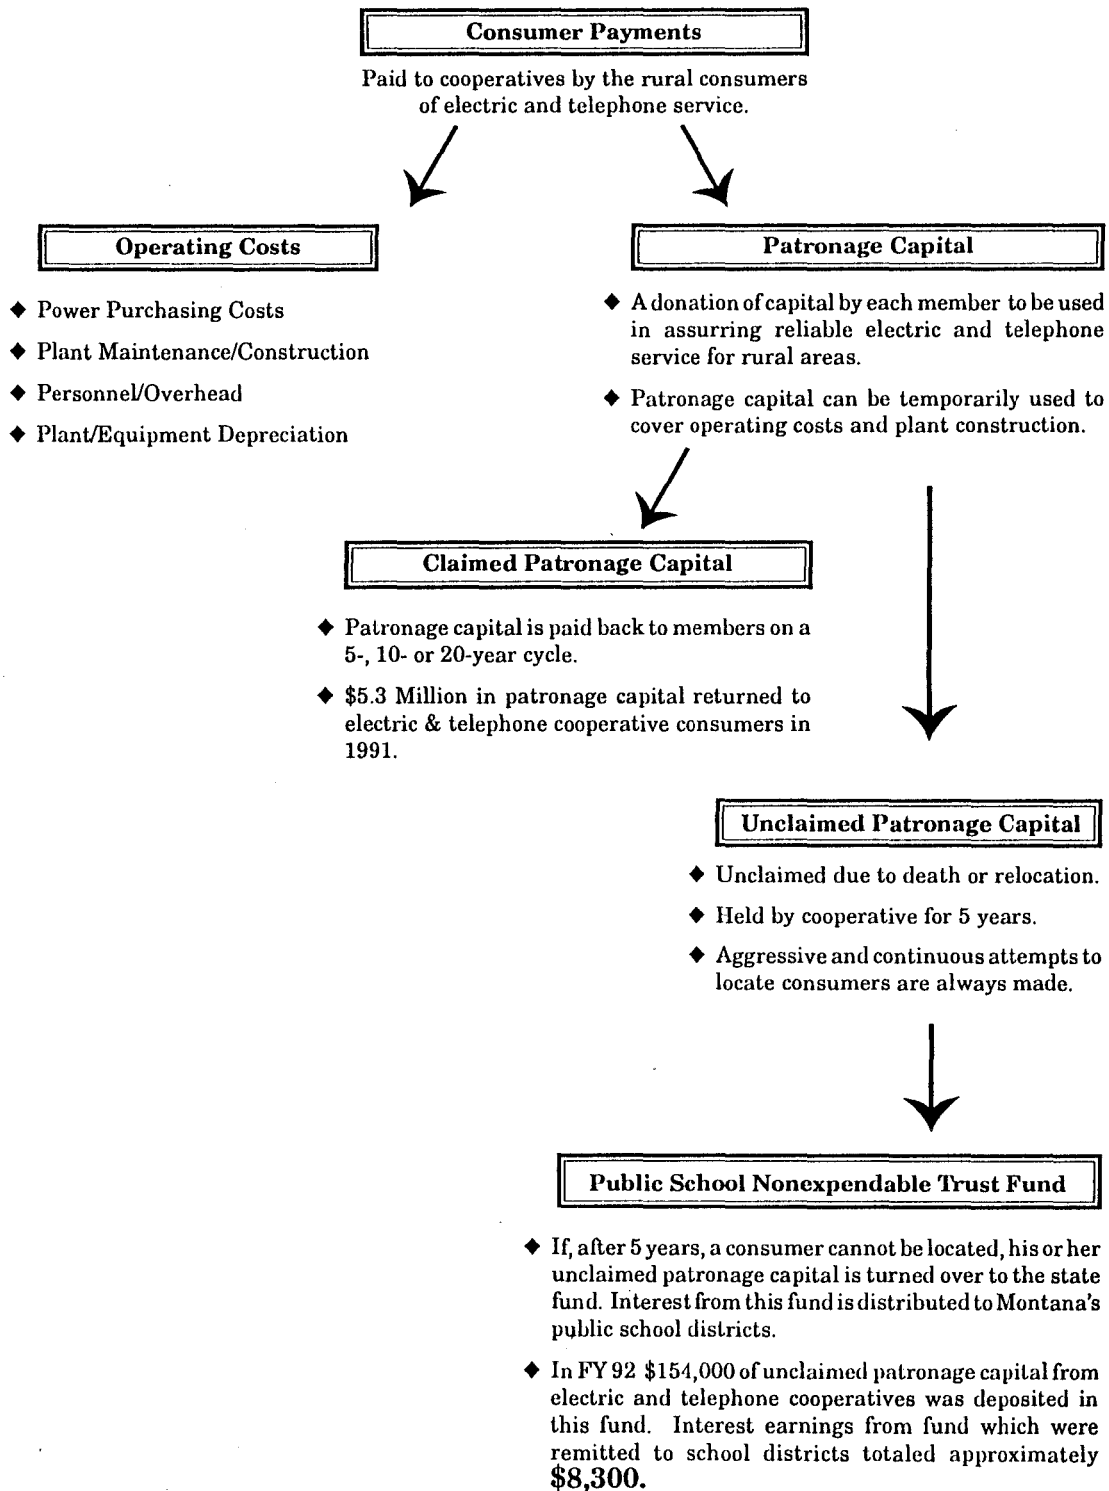 Consumer Payments
Paid to cooperatives by the rural consumers
of electric and telephone service.
Operating Costs
◆ Power Purchasing Costs
◆ Plant Maintenance/Construction
◆ Personnel/Overhead
◆ Plant/Equipment Depreciation
Patronage Capital
◆ A donation of capital by each member to be used
in assurring reliable electric and telephone
service for rural areas.
◆ Patronage capital can be temporarily used to
cover operating costs and plant construction.
Claimed Patronage Capital
◆ Patronage capital is paid back to members on a
5-, 10- or 20-year cycle.
◆ $5.3 Million in patronage capital returned to
electric & telephone cooperative consumers in
1991.
Unclaimed Patronage Capital
◆ Unclaimed due to death or relocation.
◆ Held by cooperative for 5 years.
◆ Aggressive and continuous attempts to
locate consumers are always made.
Public School Nonexpendable Trust Fund
◆ If, after 5 years, a consumer cannot be located, his or her
unclaimed patronage capital is turned over to the state
fund. Interest from this fund is distributed to Montana's
public school districts.
◆ In FY 92 $154,000 of unclaimed patronage capital from
electric and telephone cooperatives was deposited in
this fund. Interest earnings from fund which were
remitted to school districts totaled approximately
$8,300.